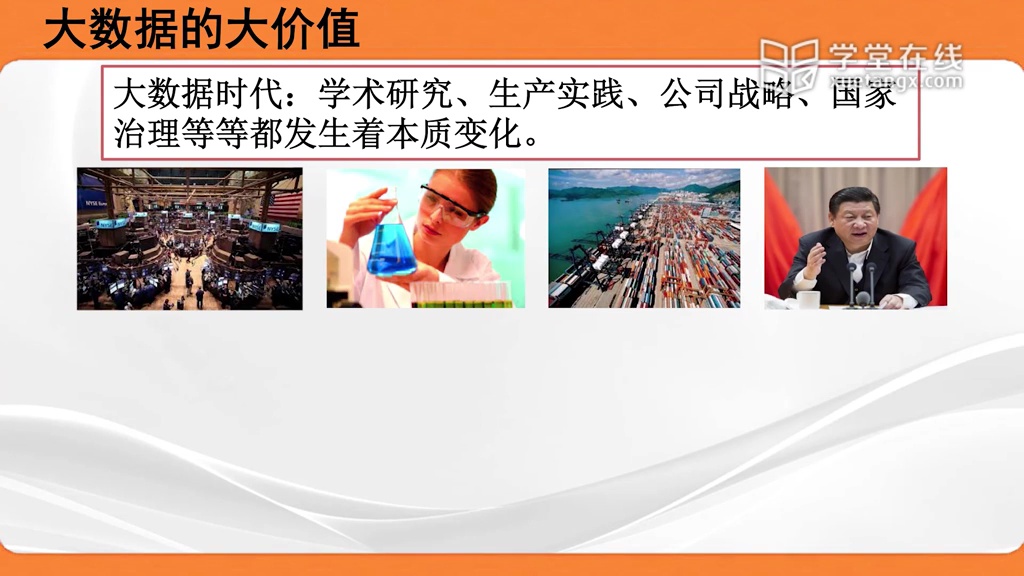 大数据的大价值
学堂在线
xuetangx.com
大数据时代：学术研究、生产实践、公司战略、国家
治理等等都发生着本质变化。
NYSE